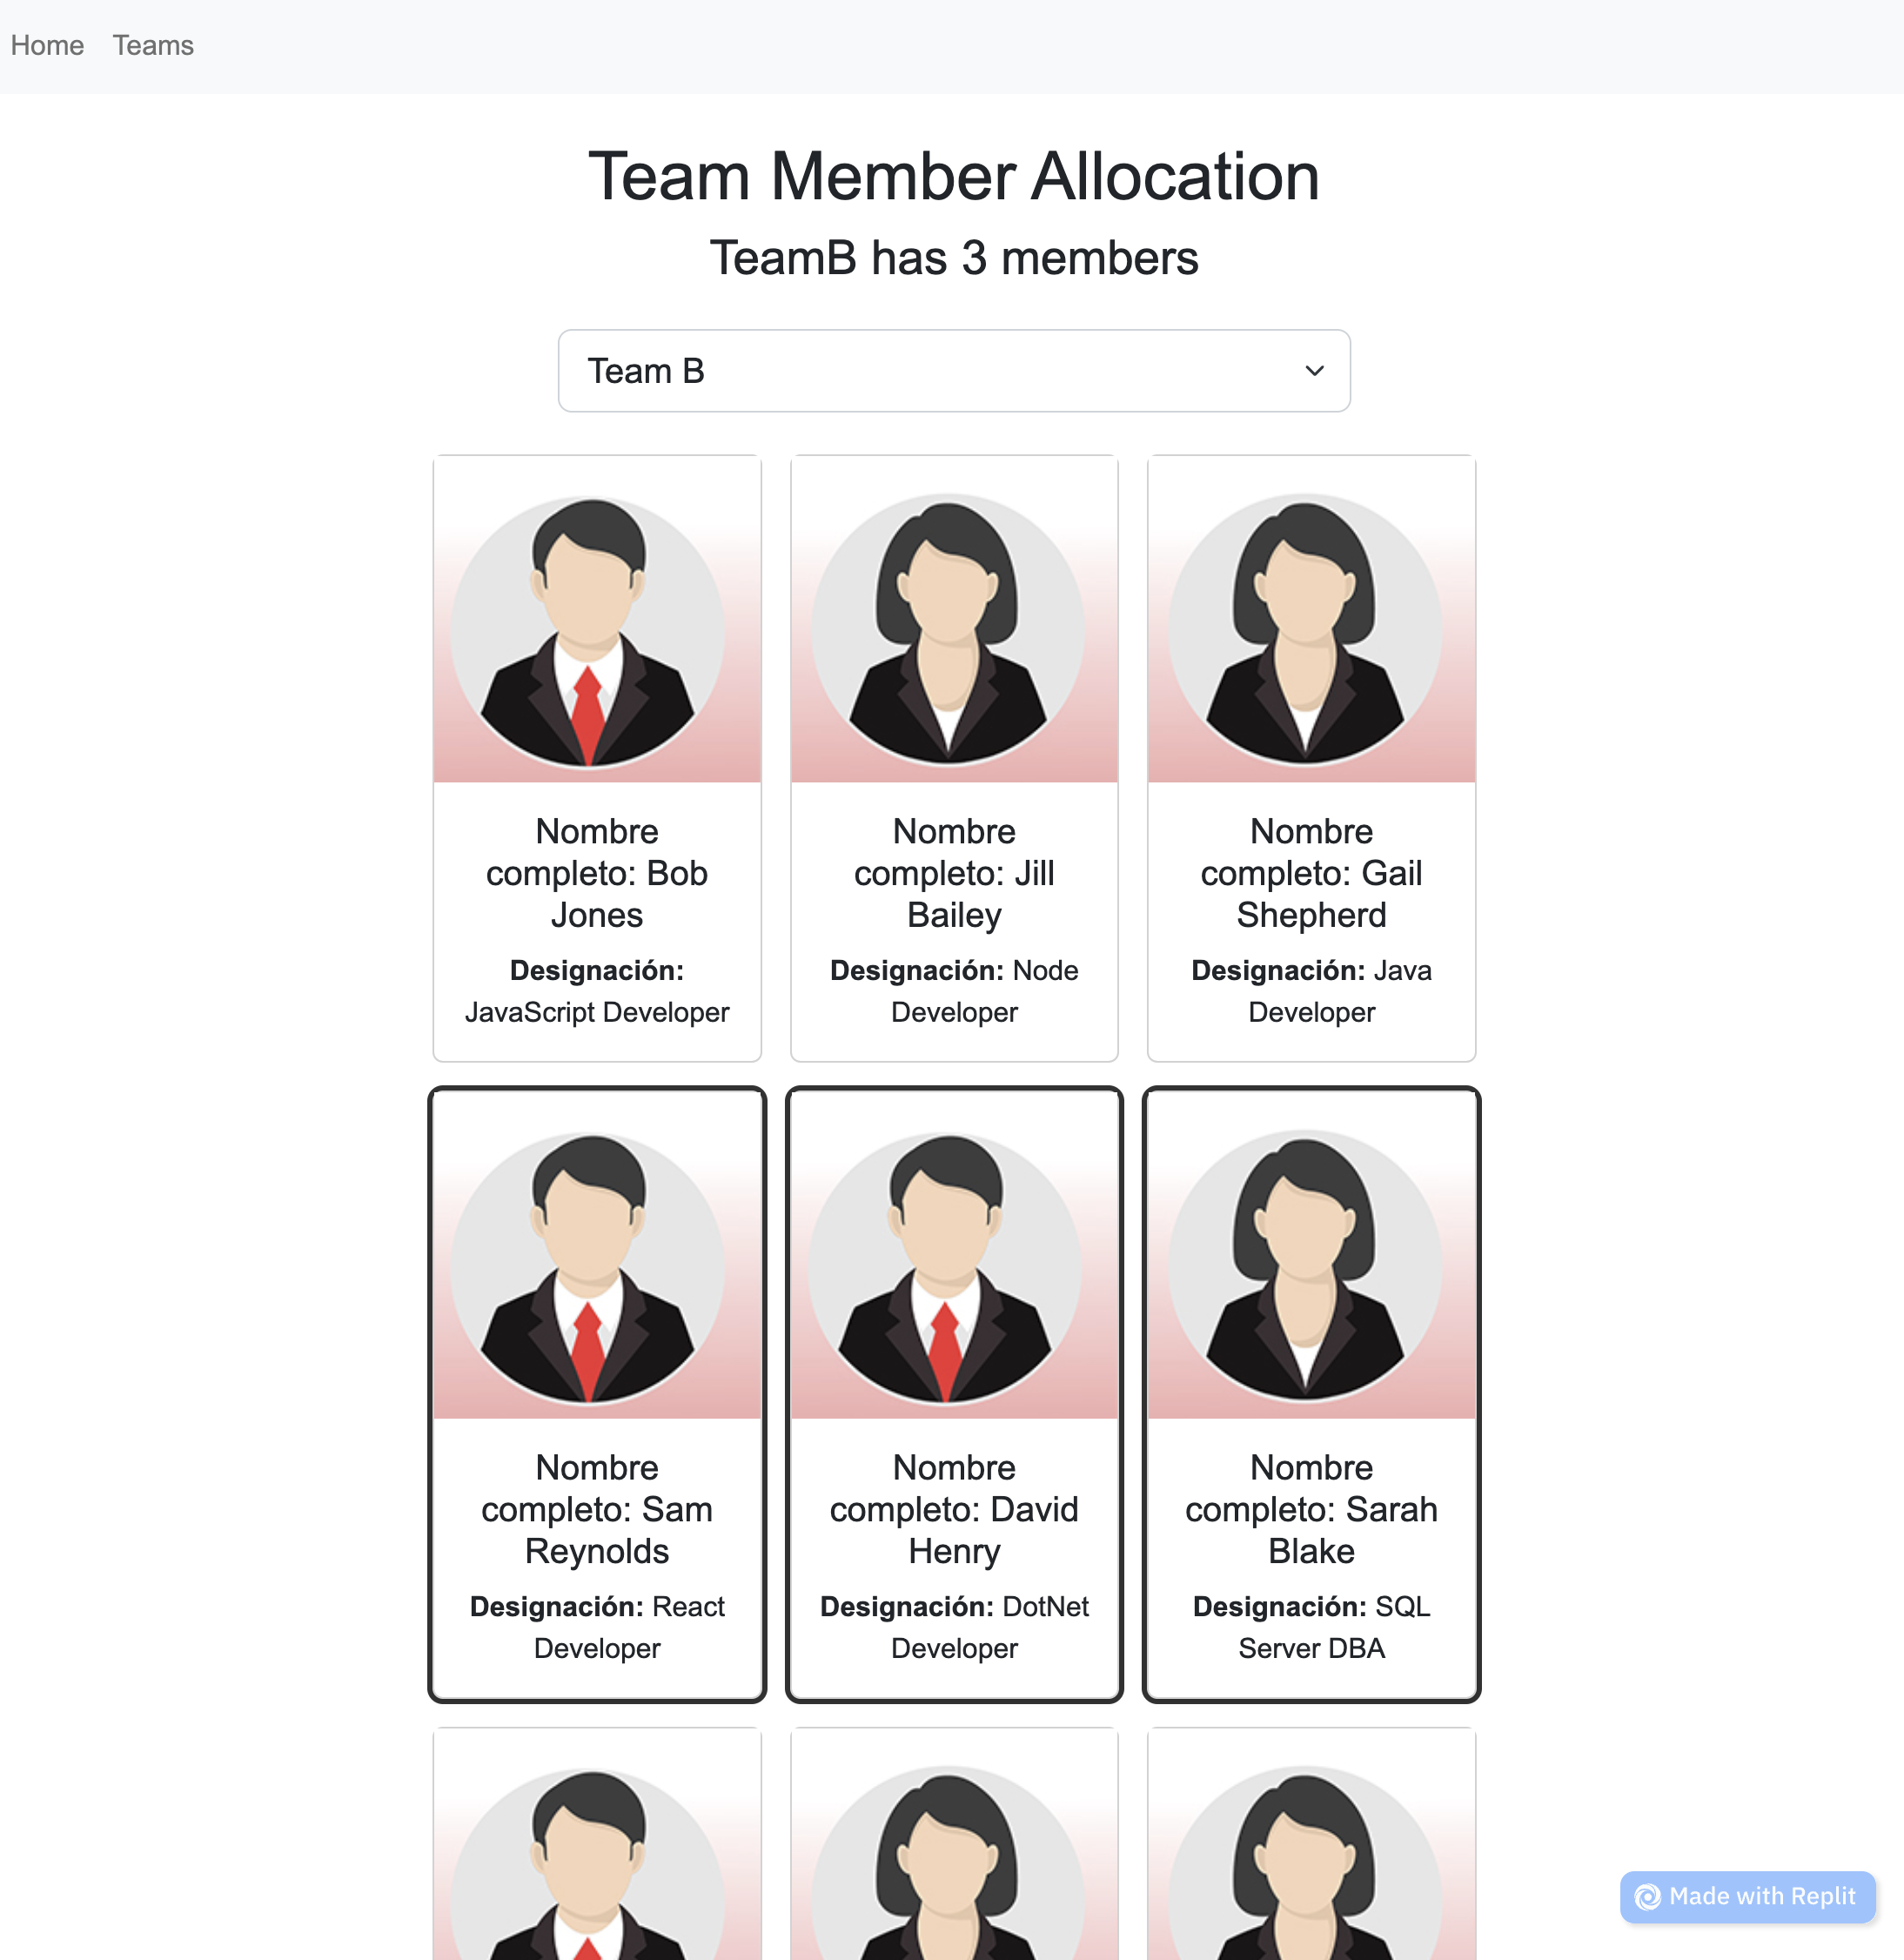 Home Teams
Team Member Allocation
TeamB has 3 members
Team B
Nombre
completo: Bob
Jones
Designación:
JavaScript Developer
Nombre
completo: Jill
Bailey
Designación: Node
Developer
Nombre
completo: Gail
Shepherd
Designación: Java
Developer
Nombre
completo: Sam
Reynolds
Designación: React
Developer
Nombre
completo: David
Henry
Designación: DotNet
Developer
Nombre
completo: Sarah
Blake
Designación: SQL
Server DBA
Made with Replit